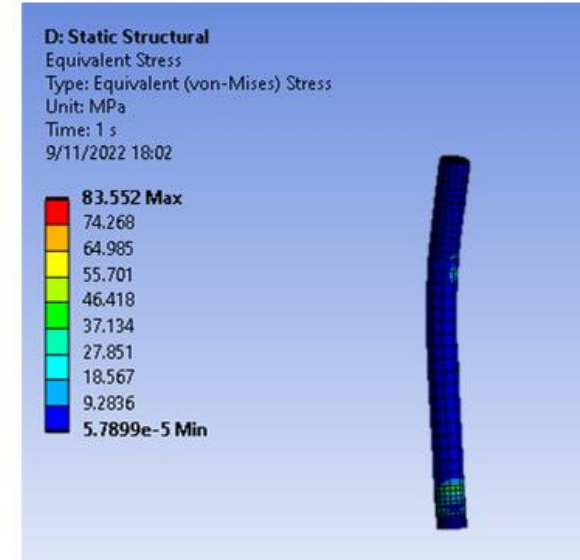 D: Static Structural
Equivalent Stress
Type: Equivalent (von-Mises) Stress
Unit: MPa
Time: 1 s
9/11/2022 18:02
83.552 Max
74.268
64.985
55.701
46.418
37.134
27.851
18.567
9.2836
5.7899e-5 Min